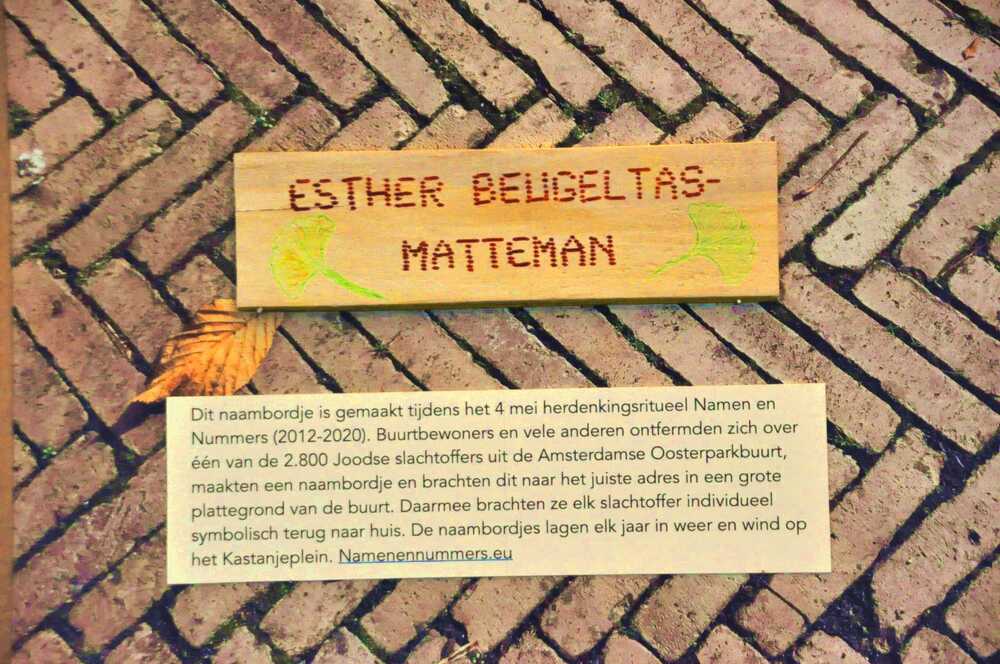 ESTHER BEUGELTAS-
MATTEMAN
Dit naambordje is gemaakt tijdens het 4 mei herdenkingsritueel Namen en
Nummers (2012-2020). Buurtbewoners en vele anderen ontfermden zich over
één van de 2.800 Joodse slachtoffers uit de Amsterdamse Oosterparkbuurt,
maakten een naambordje en brachten dit naar het juiste adres in een grote
plattegrond van de buurt. Daarmee brachten ze elk slachtoffer individueel
symbolisch terug naar huis. De naambordjes lagen elk jaar in weer en wind op
het Kastanjeplein. Namenennummers.eu